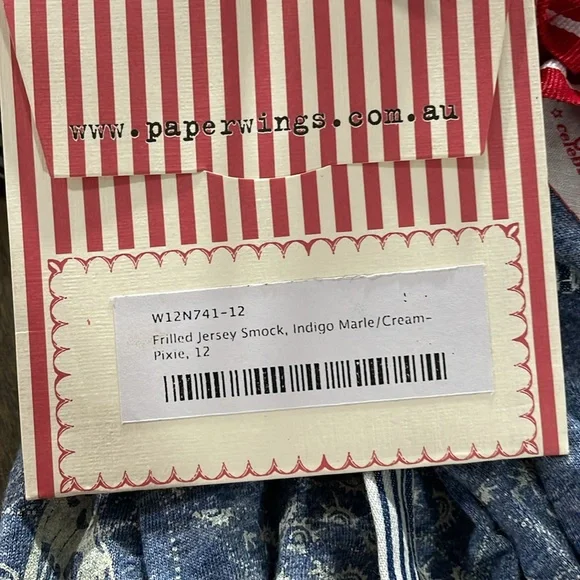 www.paperwings.com.au
W12N741-12
Frilled Jersey Smock, Indigo Marle/Cream-
Pixie, 12